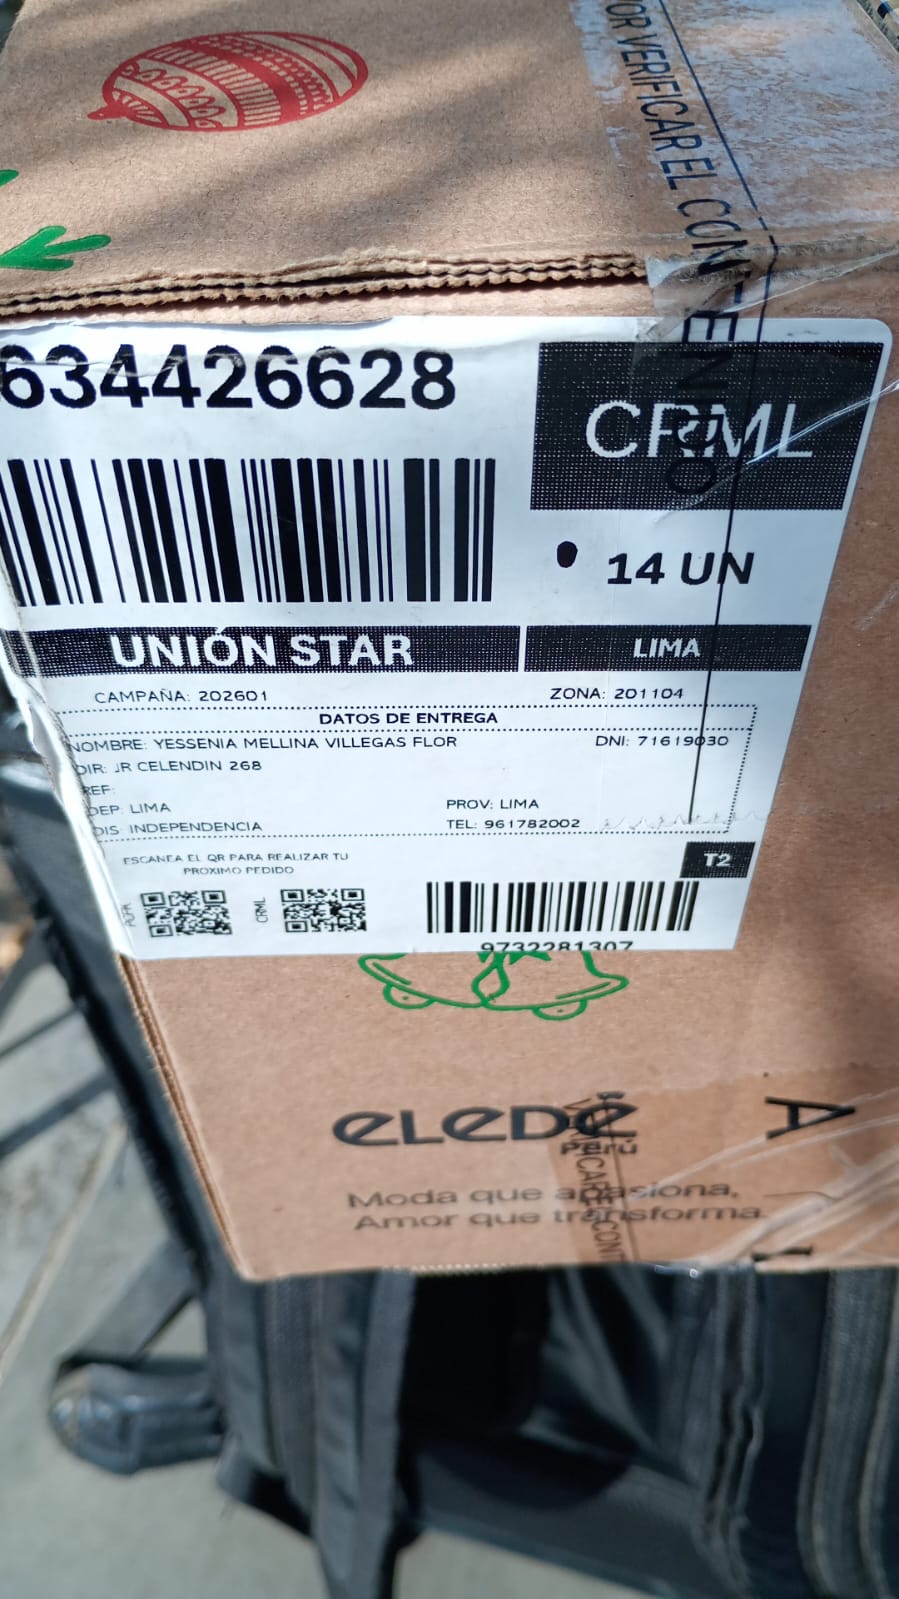 POR VERIFICAR EL CONTENIDO
634426628
CRML
14 UN
UNIÓN STAR
LIMA
CAMPAÑA: 202601
ZONA: 201104
DATOS DE ENTREGA
NOMBRE: YESSENIA MELLINA VILLEGAS FLOR
DNI: 71619030
DIR: JR CELENDIN 268
REF:
DEP: LIMA
PROV: LIMA
DIS: INDEPENDENCIA
TEL: 961782002
ESCANEA EL QR PARA REALIZAR TU
PROXIMO PEDIDO
T2
CRML
9732281307
eLeDé
Perú
A
Moda que apasiona,
Amor que transforma.